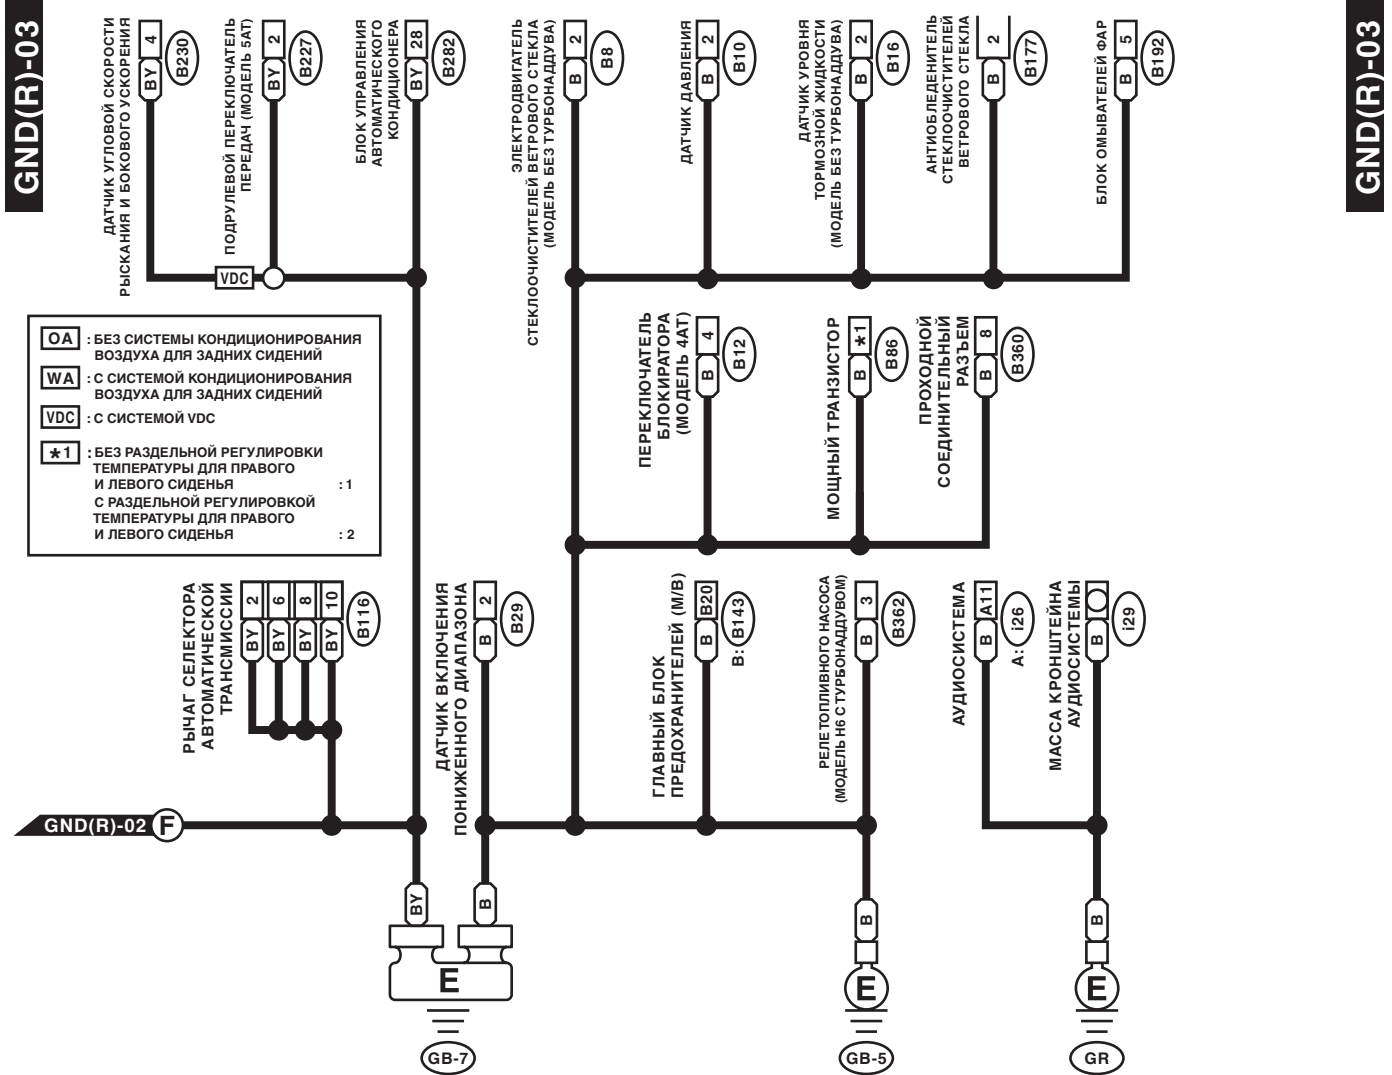 GND(R)-03
GND(R)-03
ДАТЧИК УГЛОВОЙ СКОРОСТИ
РЫСКАНИЯ И БОКОВОГО УСКОРЕНИЯ
4
BY
B230
ПОДРУЛЕВОЙ ПЕРЕКЛЮЧАТЕЛЬ
ПЕРЕДАЧ (МОДЕЛЬ 5АТ)
2
BY
B227
БЛОК УПРАВЛЕНИЯ
АВТОМАТИЧЕСКОГО
КОНДИЦИОНЕРА
28
BY
B282
ЭЛЕКТРОДВИГАТЕЛЬ
СТЕКЛООЧИСТИТЕЛЕЙ ВЕТРОВОГО СТЕКЛА
(МОДЕЛЬ БЕЗ ТУРБОНАДДУВА)
2
B
B8
ДАТЧИК ДАВЛЕНИЯ
2
B
B10
ДАТЧИК УРОВНЯ
ТОРМОЗНОЙ ЖИДКОСТИ
(МОДЕЛЬ БЕЗ ТУРБОНАДДУВА)
2
B
B16
АНТИОБЛЕДЕНИТЕЛЬ
СТЕКЛООЧИСТИТЕЛЕЙ
ВЕТРОВОГО СТЕКЛА
2
B
B177
БЛОК ОМЫВАТЕЛЕЙ ФАР
5
B
B192
VDC
OA : БЕЗ СИСТЕМЫ КОНДИЦИОНИРОВАНИЯ
ВОЗДУХА ДЛЯ ЗАДНИХ СИДЕНИЙ
WA : С СИСТЕМОЙ КОНДИЦИОНИРОВАНИЯ
ВОЗДУХА ДЛЯ ЗАДНИХ СИДЕНИЙ
VDC : С СИСТЕМОЙ VDC
*1 : БЕЗ РАЗДЕЛЬНОЙ РЕГУЛИРОВКИ
ТЕМПЕРАТУРЫ ДЛЯ ПРАВОГО
И ЛЕВОГО СИДЕНЬЯ : 1
С РАЗДЕЛЬНОЙ РЕГУЛИРОВКОЙ
ТЕМПЕРАТУРЫ ДЛЯ ПРАВОГО
И ЛЕВОГО СИДЕНЬЯ : 2
ПЕРЕКЛЮЧАТЕЛЬ
БЛОКИРАТОРА
(МОДЕЛЬ 4АТ)
4
B
B12
МОЩНЫЙ ТРАНЗИСТОР
*1
B
B86
ПРОХОДНОЙ
СОЕДИНИТЕЛЬНЫЙ
РАЗЪЕМ
8
B
B360
РЫЧАГ СЕЛЕКТОРА
АВТОМАТИЧЕСКОЙ
ТРАНСМИССИИ
2 6 8 10
BY BY BY BY
B116
ДАТЧИК ВКЛЮЧЕНИЯ
ПОНИЖЕННОГО ДИАПАЗОНА
2
B
B29
ГЛАВНЫЙ БЛОК
ПРЕДОХРАНИТЕЛЕЙ (M/B)
B20
B
B: B143
РЕЛЕ ТОПЛИВНОГО НАСОСА
(МОДЕЛЬ H6 С ТУРБОНАДДУВОМ)
3
B
B362
АУДИОСИСТЕМА
A11
B
A: i26
МАССА КРОНШТЕЙНА
АУДИОСИСТЕМЫ
B
i29
GND(R)-02 F
BY
B
B
B
E
E
E
GB-7
GB-5
GR